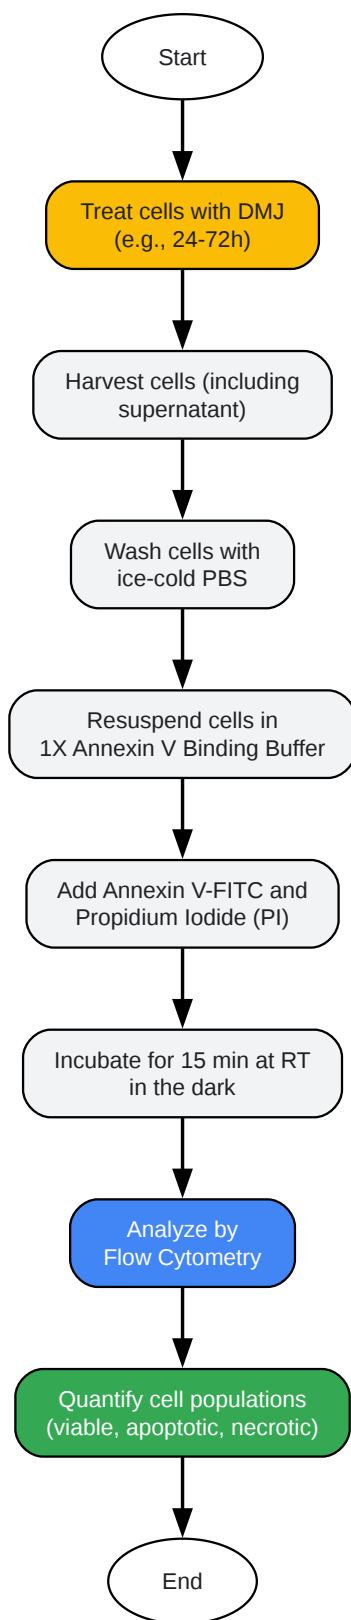 Start
Treat cells with DMJ
(e.g., 24-72h)
Harvest cells (including
supernatant)
Wash cells with
ice-cold PBS
Resuspend cells in
1X Annexin V Binding Buffer
Add Annexin V-FITC and
Propidium Iodide (PI)
Incubate for 15 min at RT
in the dark
Analyze by
Flow Cytometry
Quantify cell populations
(viable, apoptotic, necrotic)
End